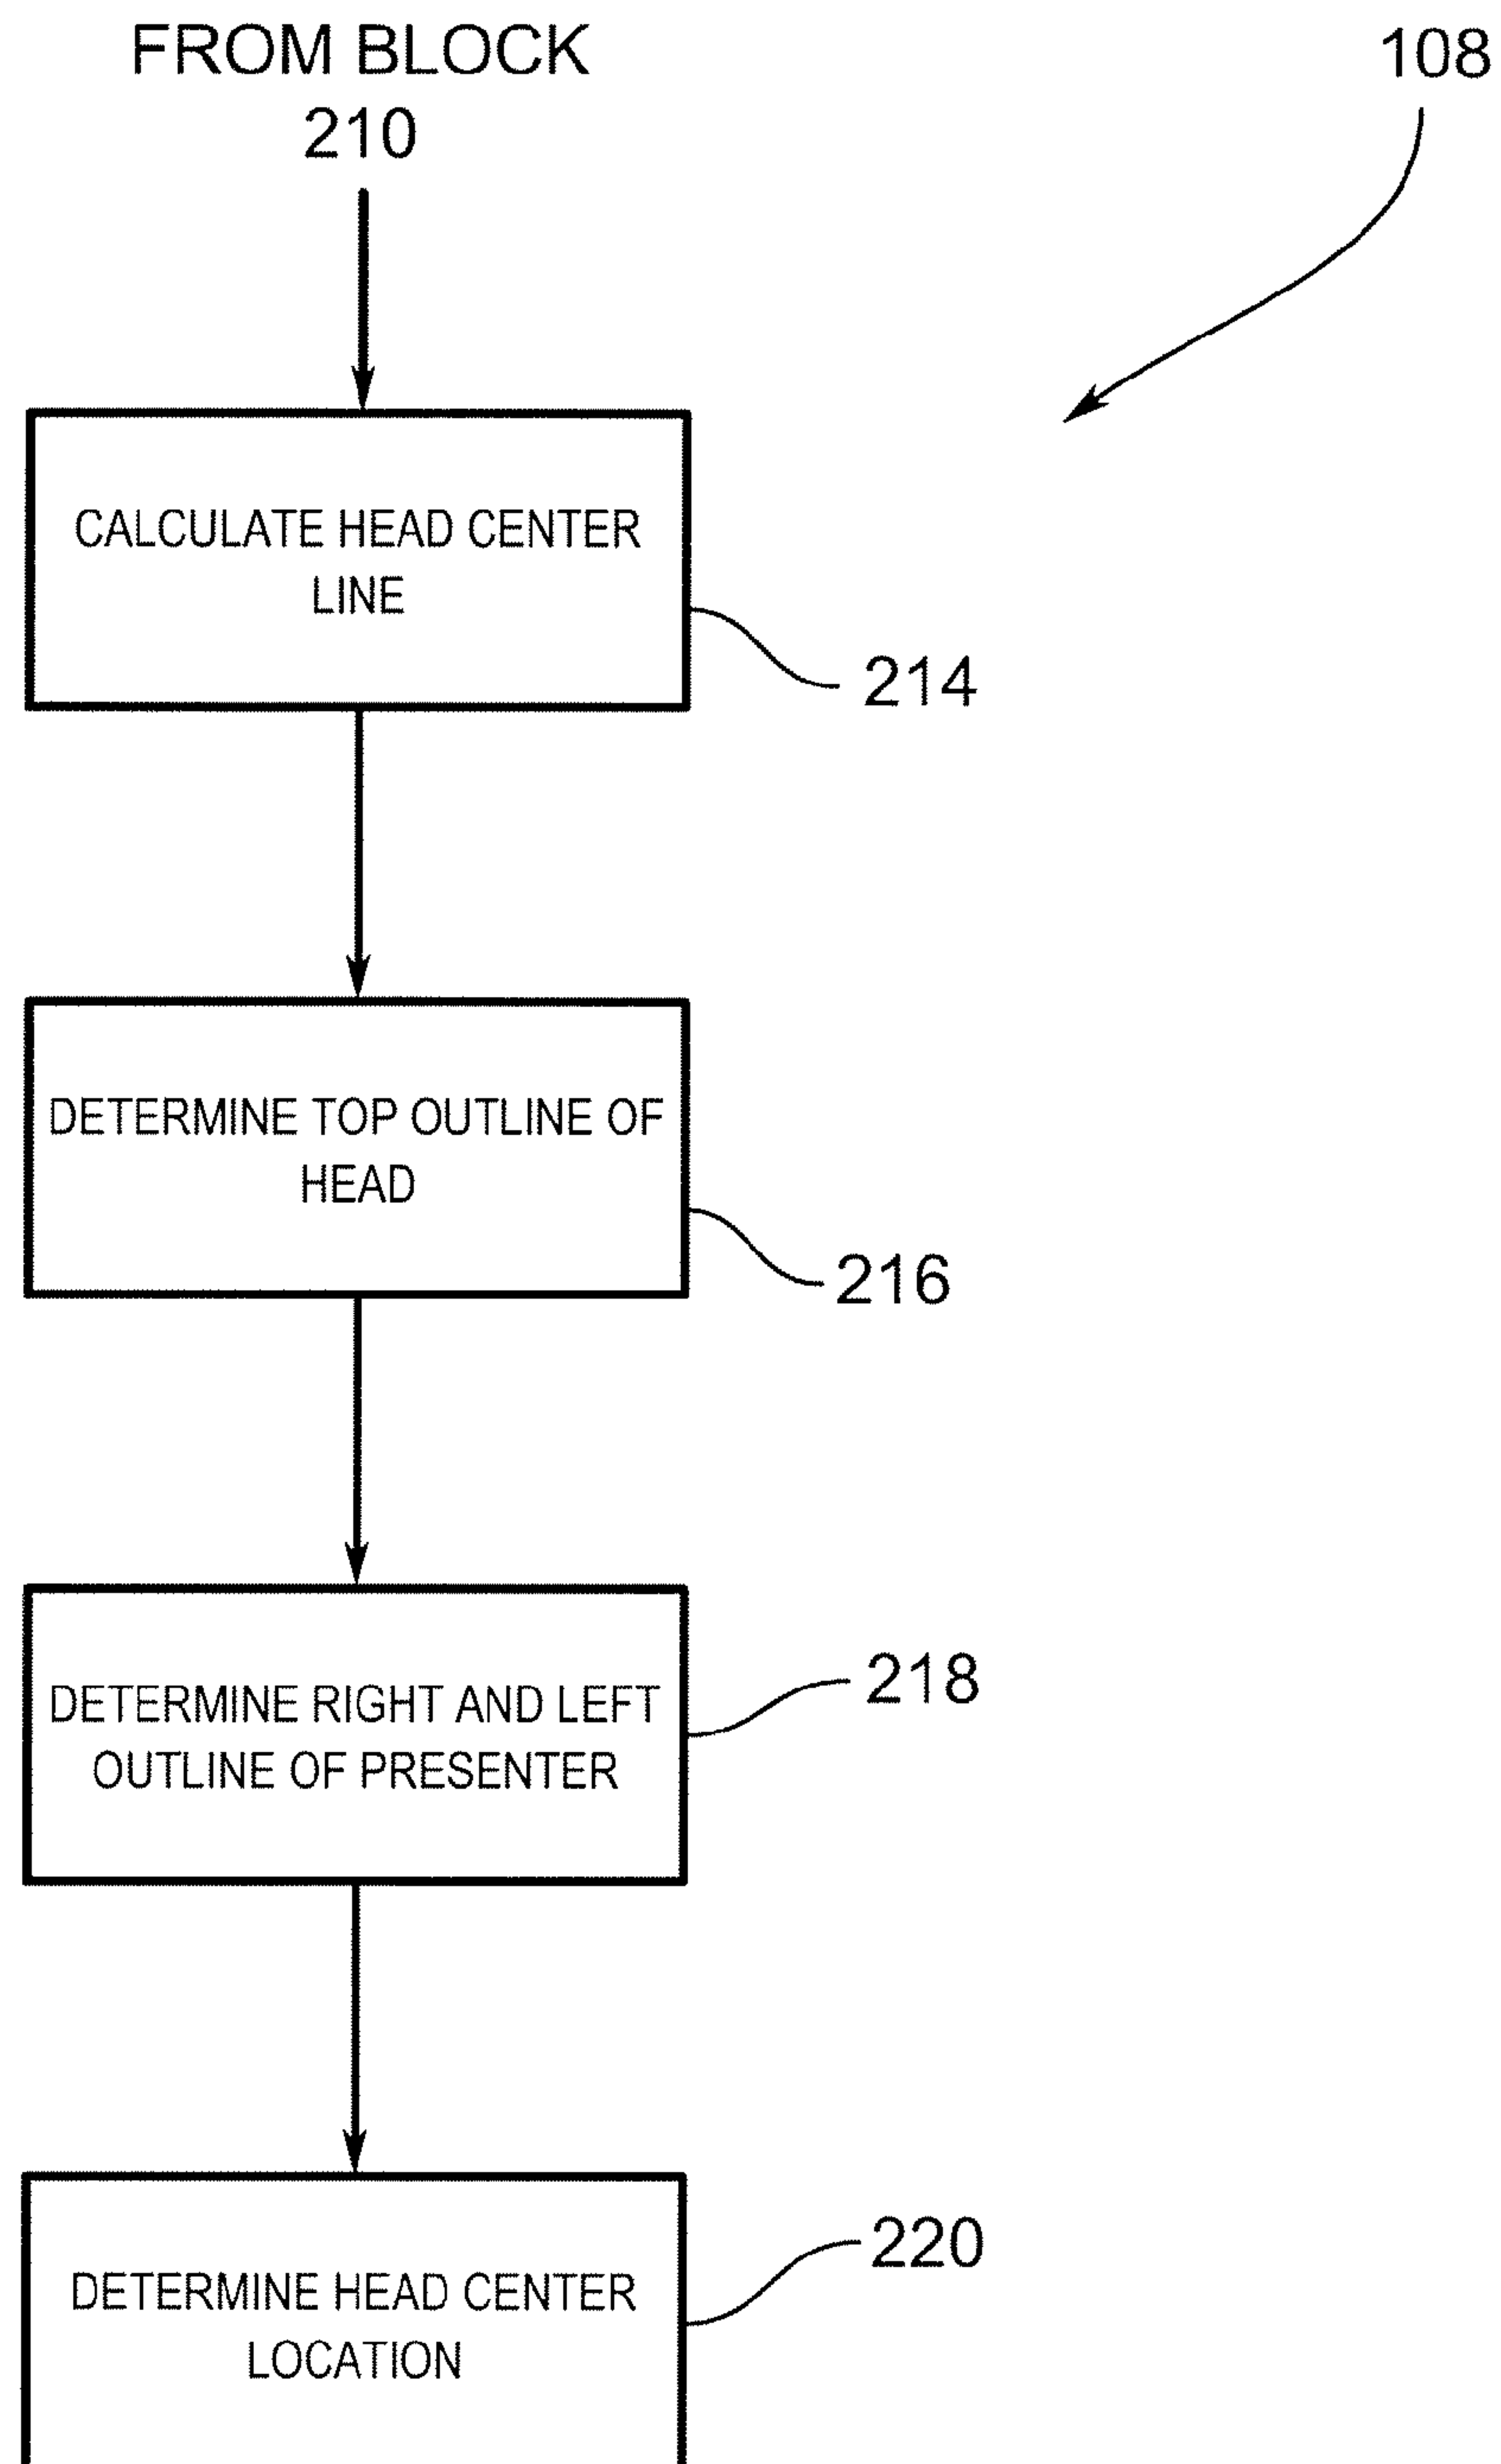 FROM BLOCK
210
108
CALCULATE HEAD CENTER
LINE
214
DETERMINE TOP OUTLINE OF
HEAD
216
DETERMINE RIGHT AND LEFT
OUTLINE OF PRESENTER
218
DETERMINE HEAD CENTER
LOCATION
220